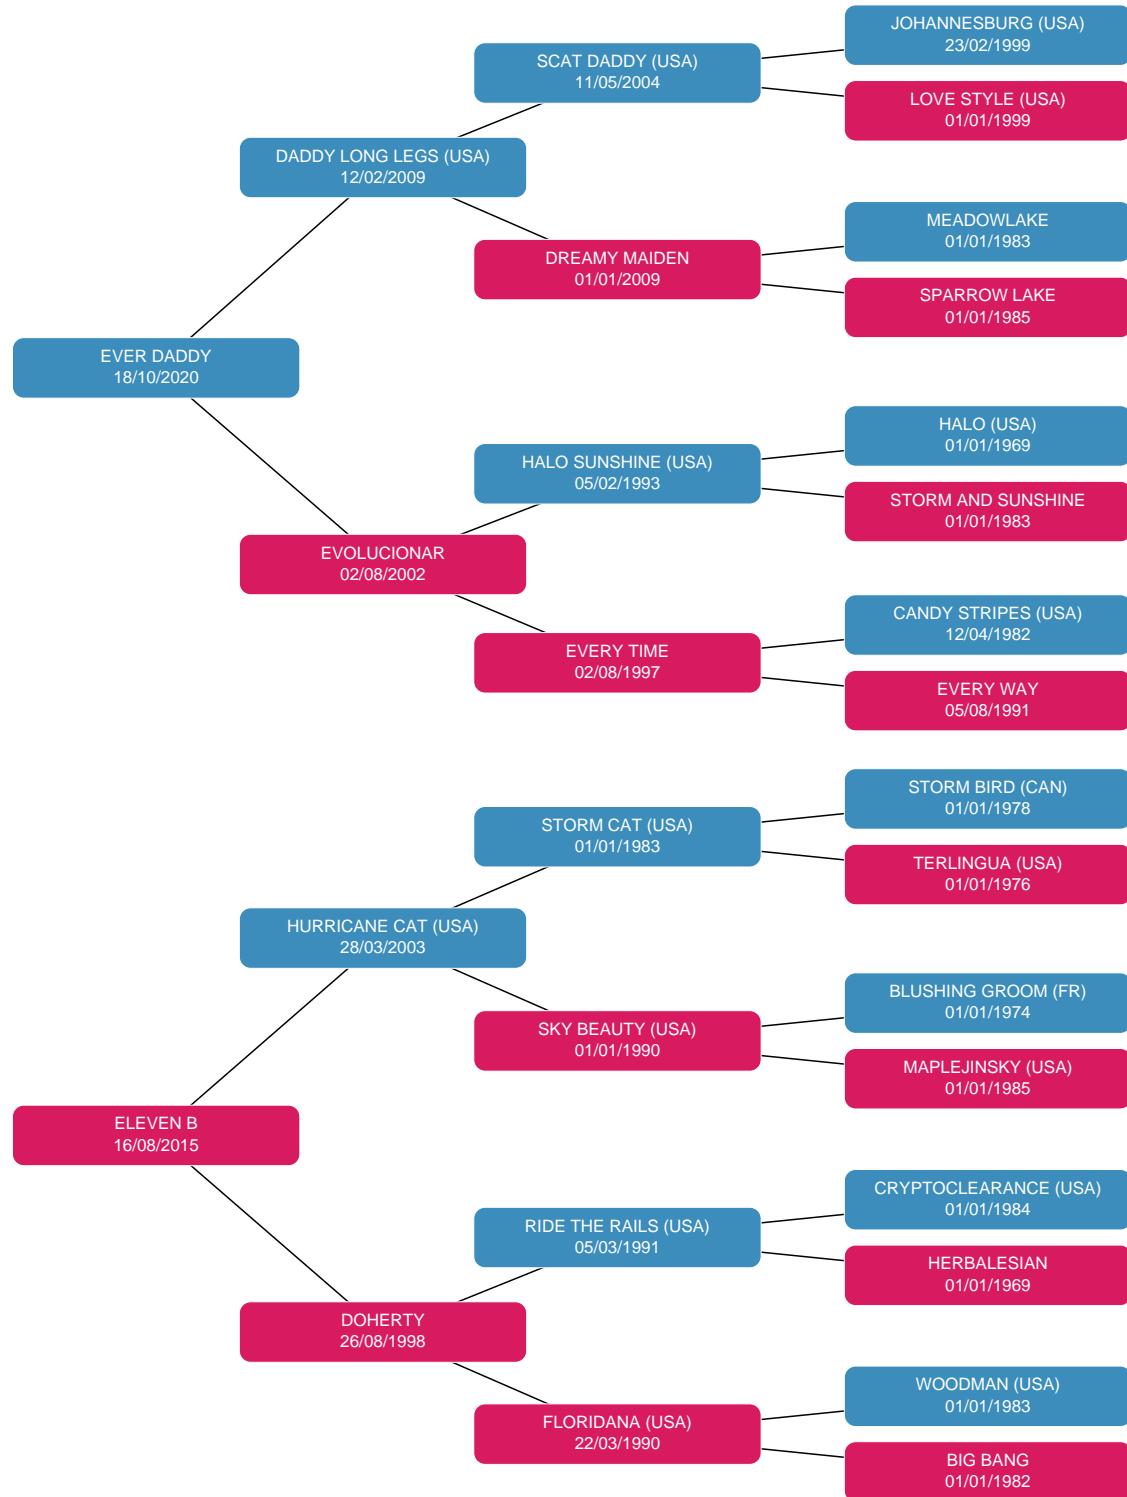 JOHANNESBURG (USA)
23/02/1999
SCAT DADDY (USA)
11/05/2004
LOVE STYLE (USA)
01/01/1999
DADDY LONG LEGS (USA)
12/02/2009
MEADOWLAKE
01/01/1983
DREAMY MAIDEN
01/01/2009
SPARROW LAKE
01/01/1985
EVER DADDY
18/10/2020
HALO (USA)
01/01/1969
HALO SUNSHINE (USA)
05/02/1993
STORM AND SUNSHINE
01/01/1983
EVOLUCIONAR
02/08/2002
CANDY STRIPES (USA)
12/04/1982
EVERY TIME
02/08/1997
EVERY WAY
05/08/1991
STORM BIRD (CAN)
01/01/1978
STORM CAT (USA)
01/01/1983
TERLINGUA (USA)
01/01/1976
HURRICANE CAT (USA)
28/03/2003
BLUSHING GROOM (FR)
01/01/1974
SKY BEAUTY (USA)
01/01/1990
MAPLEJINSKY (USA)
01/01/1985
ELEVEN B
16/08/2015
CRYPTOCLEARANCE (USA)
01/01/1984
RIDE THE RAILS (USA)
05/03/1991
HERBALESIAN
01/01/1969
DOHERTY
26/08/1998
WOODMAN (USA)
01/01/1983
FLORIDANA (USA)
22/03/1990
BIG BANG
01/01/1982